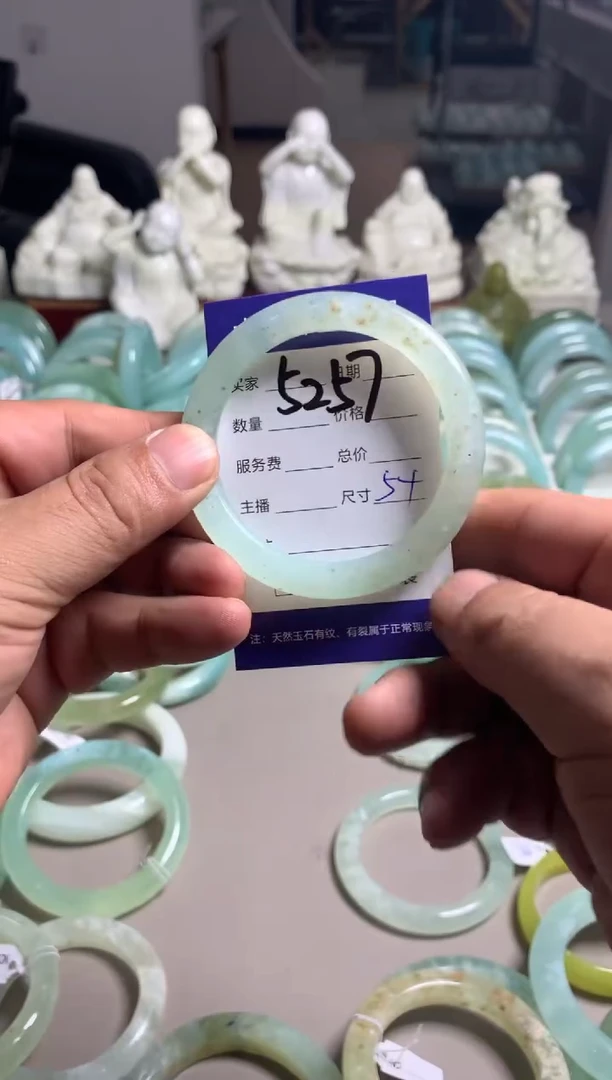 5257
买家 日期
数量 价格
服务费 总价
主播 尺寸 54
注：天然玉石有纹、有裂属于正常现象